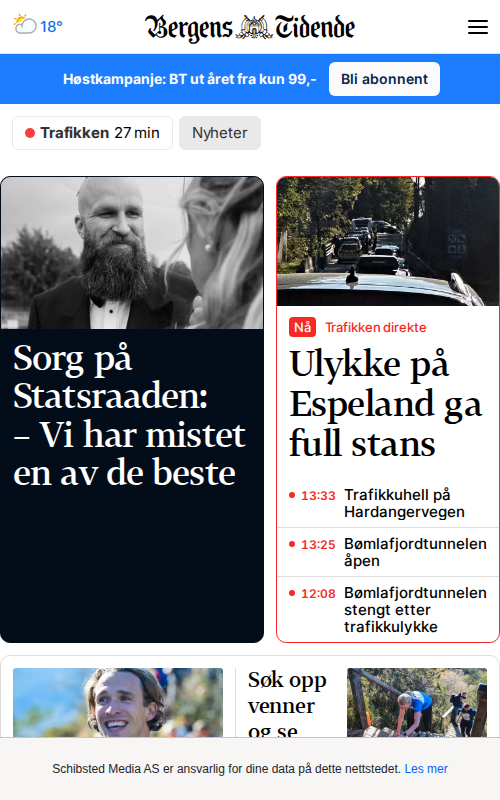 18°
Bergens Tidende
Høstkampanje: BT ut året fra kun 99,-
Bli abonnent
Trafikken 27 min
Nyheter
Sorg på
Statsraaden:
– Vi har mistet
en av de beste
Nå Trafikken direkte
Ulykke på
Espeland ga
full stans
13:33 Trafikkuhell på
Hardangervegen
13:25 Bømlafjordtunnelen
åpen
12:08 Bømlafjordtunnelen
stengt etter
trafikkulykke
Søk opp
venner
og se
Schibsted Media AS er ansvarlig for dine data på dette nettstedet. Les mer